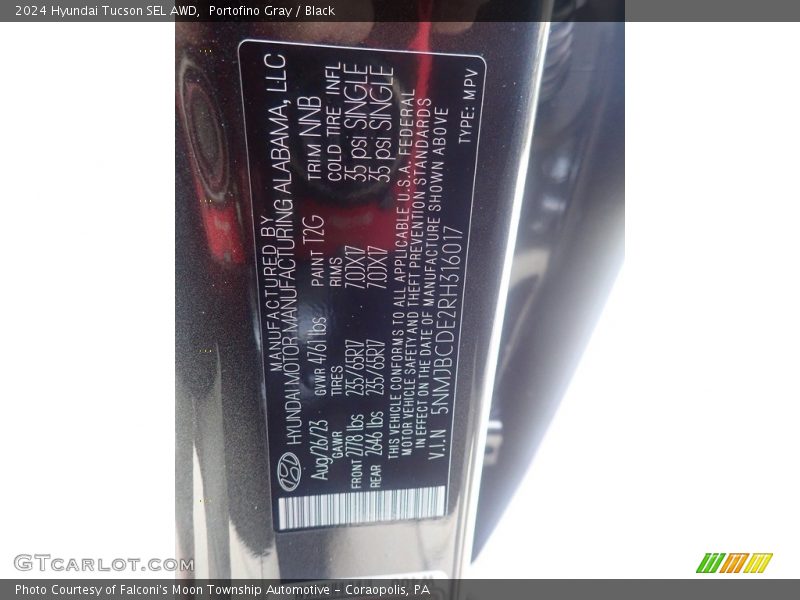 2024 Hyundai Tucson SEL AWD,  Portofino Gray / Black
MANUFACTURED BY
HYUNDAI MOTOR MANUFACTURING ALABAMA, LLC
Aug/26/23 GVWR 4761 lbs PAINT T2G TRIM NNB
GAWR TIRES RIMS COLD TIRE INFL
FRONT 2778 lbs 235/65R17 7.0JX17 35 psi SINGLE
REAR 2646 lbs 235/65R17 7.0JX17 35 psi SINGLE
THIS VEHICLE CONFORMS TO ALL APPLICABLE U.S.A. FEDERAL
MOTOR VEHICLE SAFETY AND THEFT PREVENTION STANDARDS
IN EFFECT ON THE DATE OF MANUFACTURE SHOWN ABOVE
V.I.N 5NMJBCDE2RH316017 TYPE: MPV
GTCARLOT.COM
Photo Courtesy of Falconi's Moon Township Automotive - Coraopolis, PA